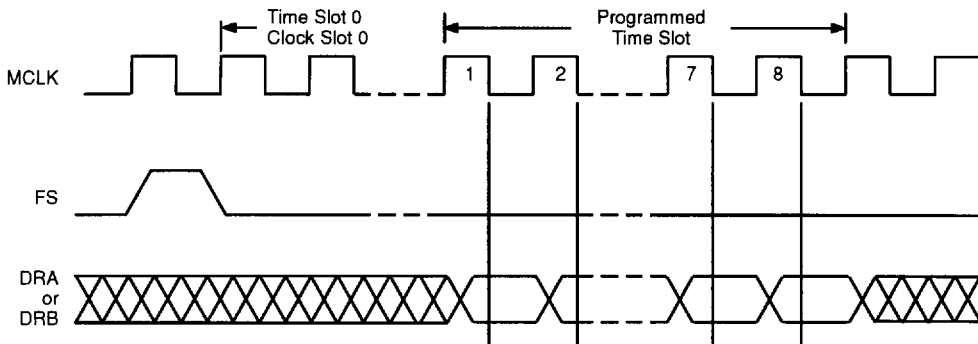 Time Slot 0
Clock Slot 0
Programmed
Time Slot
MCLK
1
2
7
8
FS
DRA
or
DRB